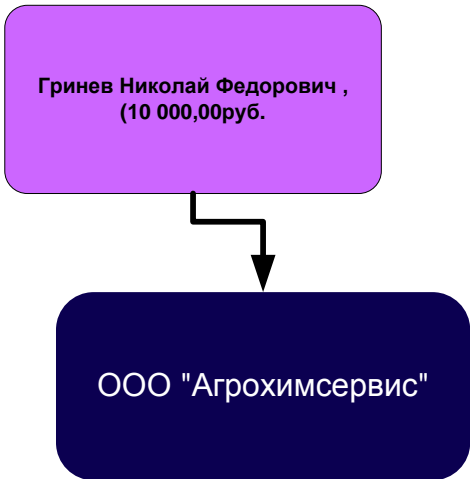 Гринев Николай Федорович ,
(10 000,00руб.
ООО "Агрохимсервис"